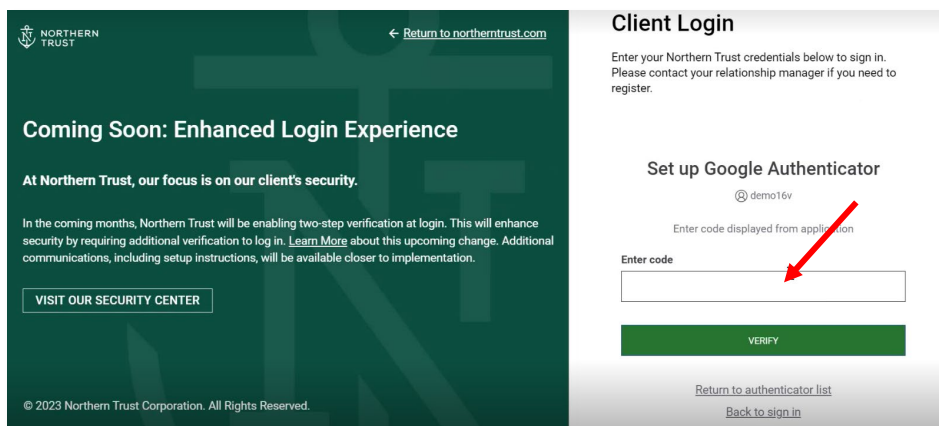 NORTHERN
TRUST
← Return to northerntrust.com
Coming Soon: Enhanced Login Experience
At Northern Trust, our focus is on our client's security.
In the coming months, Northern Trust will be enabling two-step verification at login. This will enhance
security by requiring additional verification to log in. Learn More about this upcoming change. Additional
communications, including setup instructions, will be available closer to implementation.
VISIT OUR SECURITY CENTER
© 2023 Northern Trust Corporation. All Rights Reserved.
Client Login
Enter your Northern Trust credentials below to sign in.
Please contact your relationship manager if you need to
register.
Set up Google Authenticator
demo16v
Enter code displayed from application
Enter code
VERIFY
Return to authenticator list
Back to sign in